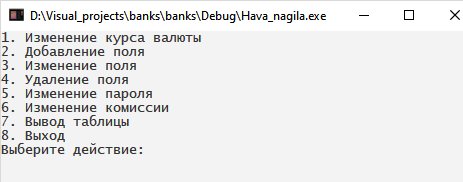 D:\Visual_projects\banks\banks\Debug\Hava_nagila.exe
1. Изменение курса валюты
2. Добавление поля
3. Изменение поля
4. Удаление поля
5. Изменение пароля
6. Изменение комиссии
7. Вывод таблицы
8. Выход
Выберите действие: